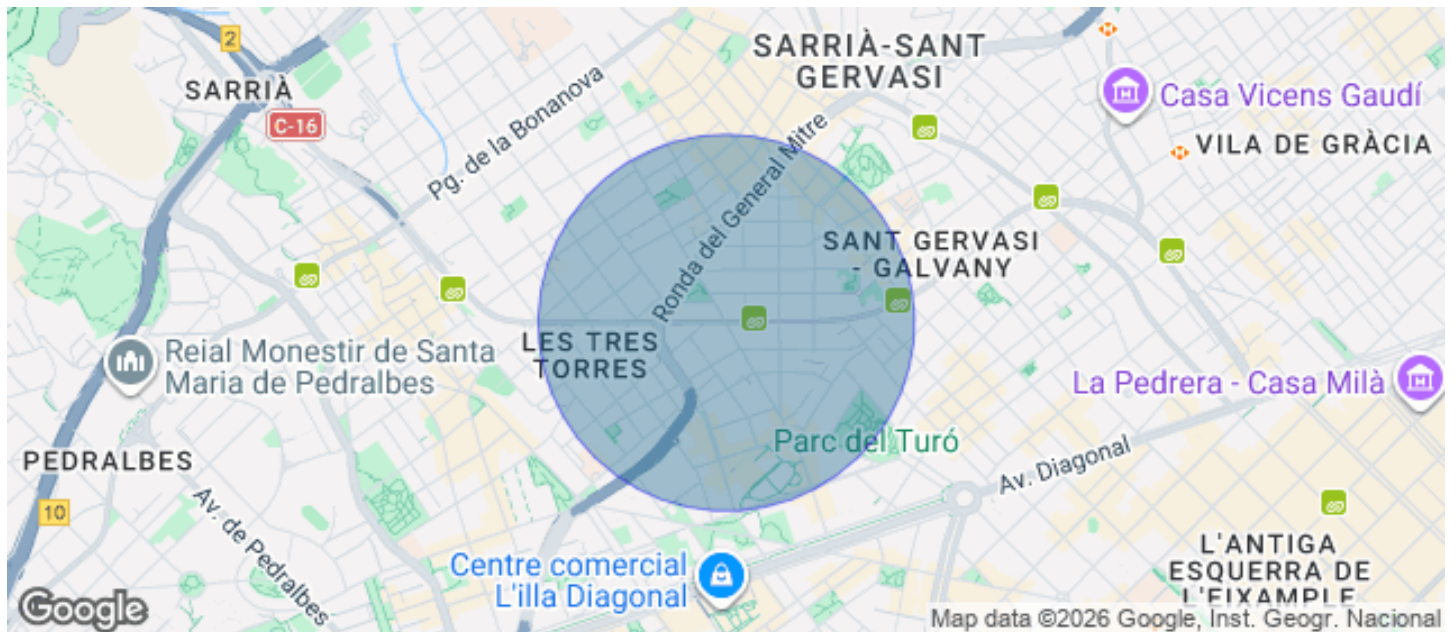 2
SARRIÀ
C-16
Pg. de la Bonanova
SARRIÀ-SANT
GERVASI
Casa Vicens Gaudí
VILA DE GRÀCIA
Ronda del General Mitre
SANT GERVASI
- GALVANY
LES TRES
TORRES
Reial Monestir de Santa
Maria de Pedralbes
La Pedrera - Casa Milà
Parc del Turó
PEDRALBES
Av. Diagonal
10
Av. de Pedralbes
Centre comercial
L'illa Diagonal
L'ANTIGA
ESQUERRA DE
L'EIXAMPLE
Google
Map data ©2026 Google, Inst. Geogr. Nacional